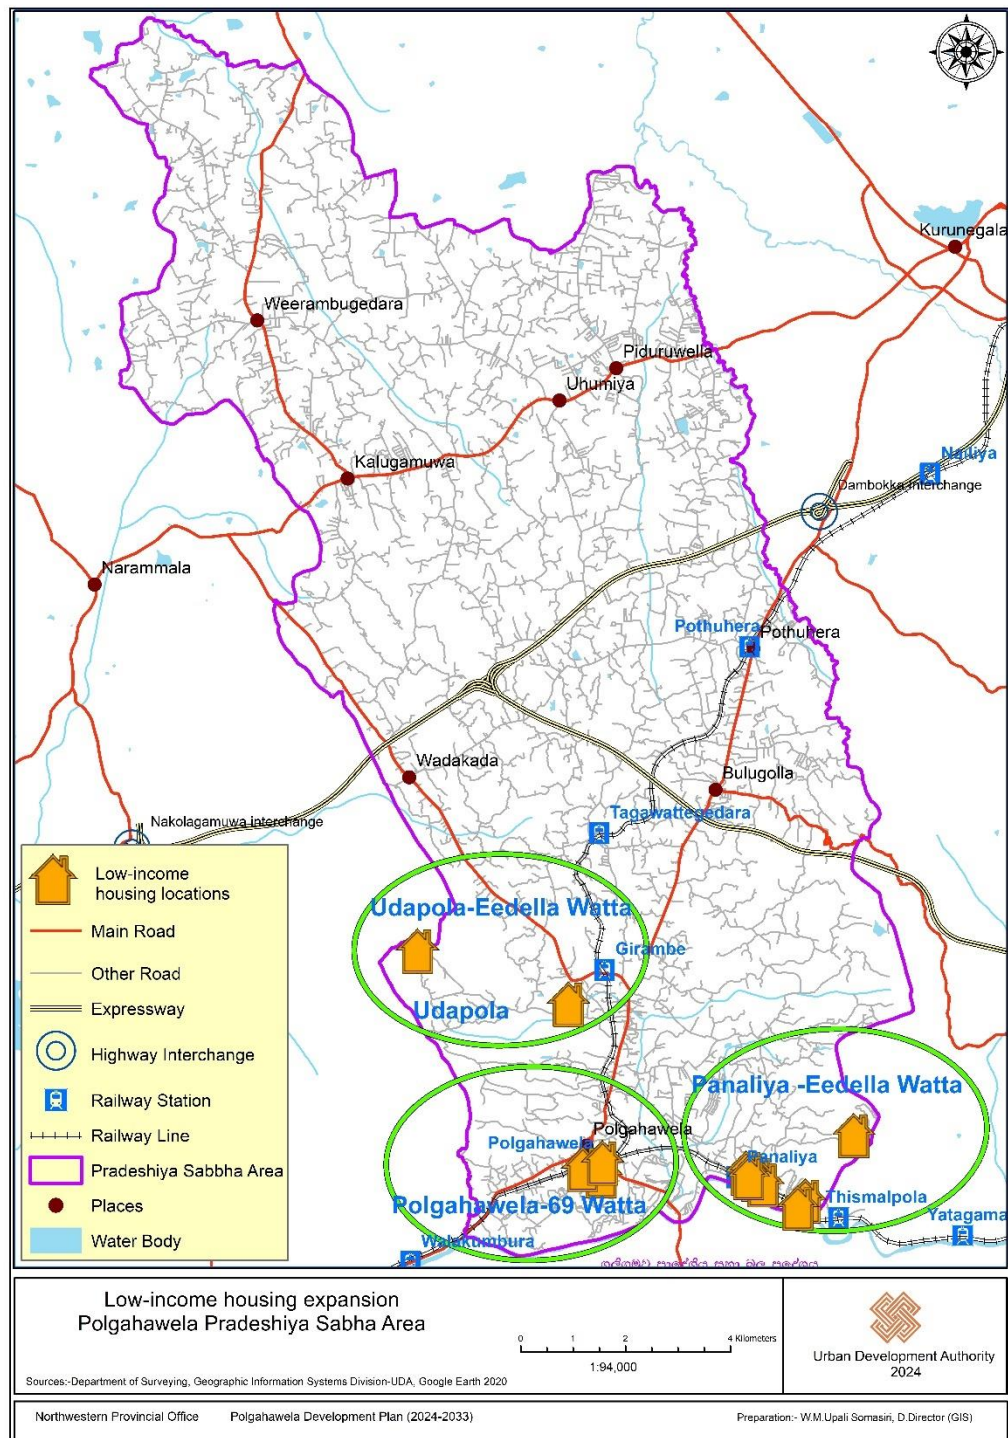 Kurunegala
Weerambugedara
Piduruwella
Uhumiya
Kalugamuwa
Nailiya
Dambokka interchange
Narammala
Pothuhera
Pothuhera
Wadakada
Bulugolla
Tagawattegedara
Nakolagamuwa interchange
Udapola-Eedella Watta
Girambe
Udapola
Panaliya -Eedella Watta
Polgahawela
Polgahawela
Panaliya
Polgahawela-69 Watta
Thismalpola
Yatagama
Walakumbura
Low-income
housing locations
Main Road
Other Road
Expressway
Highway Interchange
Railway Station
Railway Line
Pradeshiya Sabbha Area
Places
Water Body
Low-income housing expansion
Polgahawela Pradeshiya Sabha Area
0 1 2 4 Kilometers
1:94,000
Sources:-Department of Surveying, Geographic Information Systems Division-UDA, Google Earth 2020
Urban Development Authority
2024
Northwestern Provincial Office Polgahawela Development Plan (2024-2033) Preparation:- W.M.Upali Somasiri, D.Director (GIS)